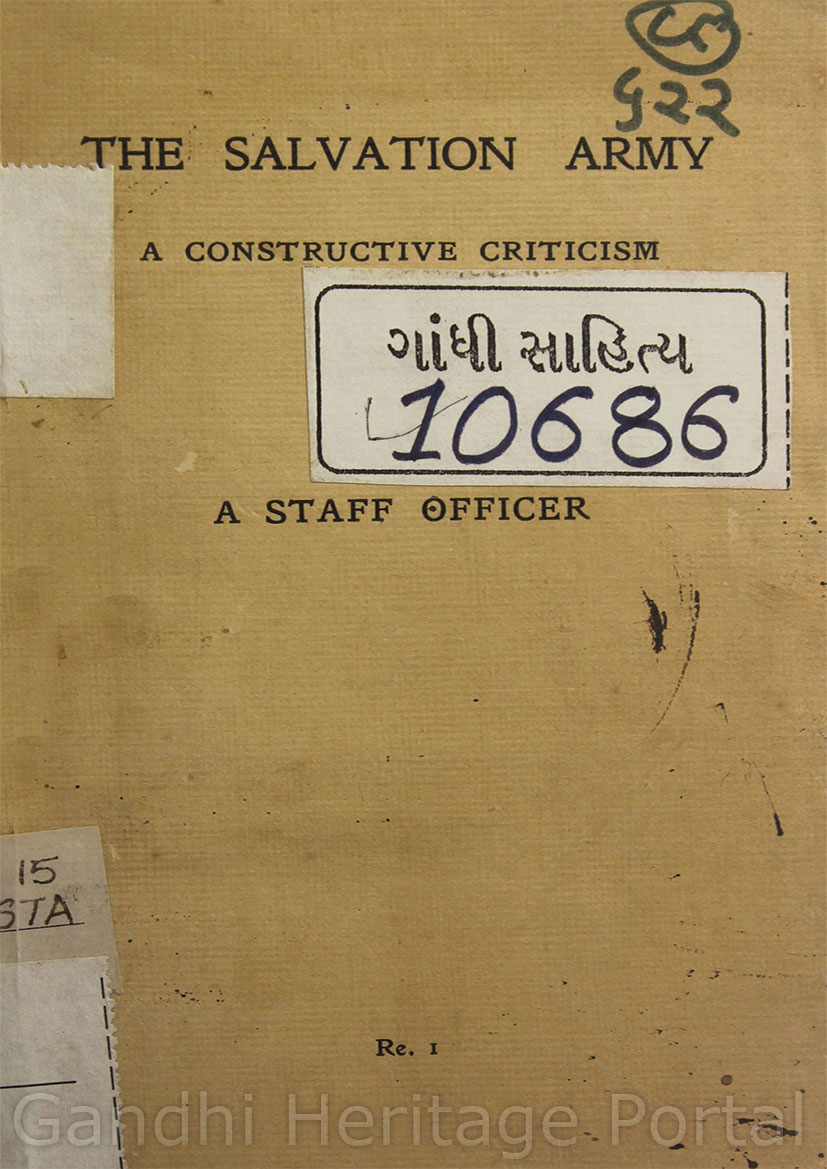 ૬૨૨
THE SALVATION ARMY
A CONSTRUCTIVE CRITICISM
ગાંધી સાહિત્ય
10686
A STAFF OFFICER
15
STA
Re. 1
Gandhi Heritage Portal